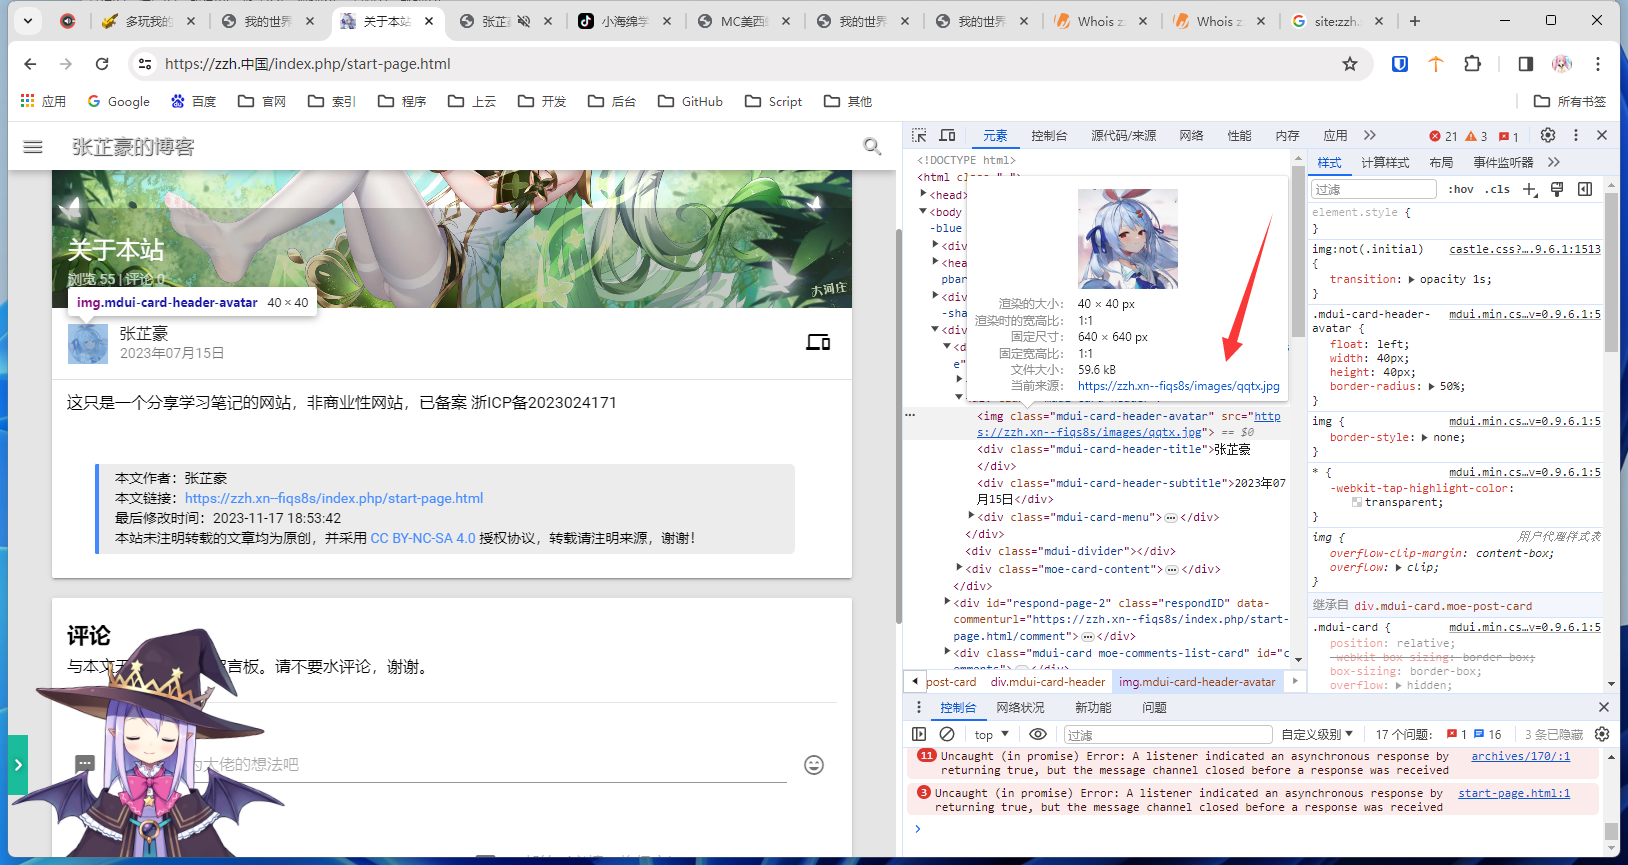 多玩我的
我的世界
关于本站
张芷
小海绵学
MC美西
我的世界
我的世界
Whois zz
Whois zz
site:zzh.
https://zzh.中国/index.php/start-page.html
应用
Google
百度
官网
索引
程序
上云
开发
后台
GitHub
Script
其他
所有书签
张芷豪的博客
关于本站
浏览 55 | 评论 0
大河庄
img.mdui-card-header-avatar 40 × 40
张芷豪
2023年07月15日
这只是一个分享学习笔记的网站，非商业性网站，已备案 浙ICP备2023024171
本文作者：张芷豪
本文链接：https://zzh.xn--fiqs8s/index.php/start-page.html
最后修改时间：2023-11-17 18:53:42
本站未注明转载的文章均为原创，并采用 CC BY-NC-SA 4.0 授权协议，转载请注明来源，谢谢！
评论
与本文
言板。请不要水评论，谢谢。
大佬的想法吧
元素
控制台
源代码/来源
网络
性能
内存
应用
21
3
1
<!DOCTYPE html>
<html
<head>
<body
-blue
<div
<hea
pbar
<div
-sha
<div
<d
e"
渲染的大小： 40 × 40 px
渲染时的宽高比： 1:1
固定尺寸： 640 × 640 px
固定宽高比： 1:1
文件大小： 59.6 kB
当前来源： https://zzh.xn--fiqs8s/images/qqtx.jpg
<img class="mdui-card-header-avatar" src="http
s://zzh.xn--fiqs8s/images/qqtx.jpg"> == $0
<div class="mdui-card-header-title">张芷豪
</div>
<div class="mdui-card-header-subtitle">2023年07
月15日</div>
<div class="mdui-card-menu">…</div>
</div>
<div class="mdui-divider"></div>
<div class="moe-card-content">…</div>
</div>
<div id="respond-page-2" class="respondID" data-
commenturl="https://zzh.xn--fiqs8s/index.php/start-
page.html/comment">…</div>
<div class="mdui-card moe-comments-list-card" id="c
omments">…</div>
post-card
div.mdui-card-header
img.mdui-card-header-avatar
样式
计算样式
布局
事件监听器
过滤
:hov
.cls
element.style {
}
img:not(.initial) castle.css?….9.6.1:1513
{
transition: opacity 1s;
}
.mdui-card-header- mdui.min.cs…v=0.9.6.1:5
avatar {
float: left;
width: 40px;
height: 40px;
border-radius: 50%;
}
img { mdui.min.cs…v=0.9.6.1:5
border-style: none;
}
* { mdui.min.cs…v=0.9.6.1:5
-webkit-tap-highlight-color:
transparent;
}
img { 用户代理样式表
overflow-clip-margin: content-box;
overflow: clip;
}
继承自 div.mdui-card.moe-post-card
.mdui-card { mdui.min.cs…v=0.9.6.1:5
position: relative;
-webkit-box-sizing: border-box;
box-sizing: border-box;
overflow: hidden;
控制台
网络状况
新功能
问题
top
过滤
自定义级别
17 个问题：
1
16
3 条已隐藏
11 Uncaught (in promise) Error: A listener indicated an asynchronous response by archives/170/:1
returning true, but the message channel closed before a response was received
3 Uncaught (in promise) Error: A listener indicated an asynchronous response by start-page.html:1
returning true, but the message channel closed before a response was received